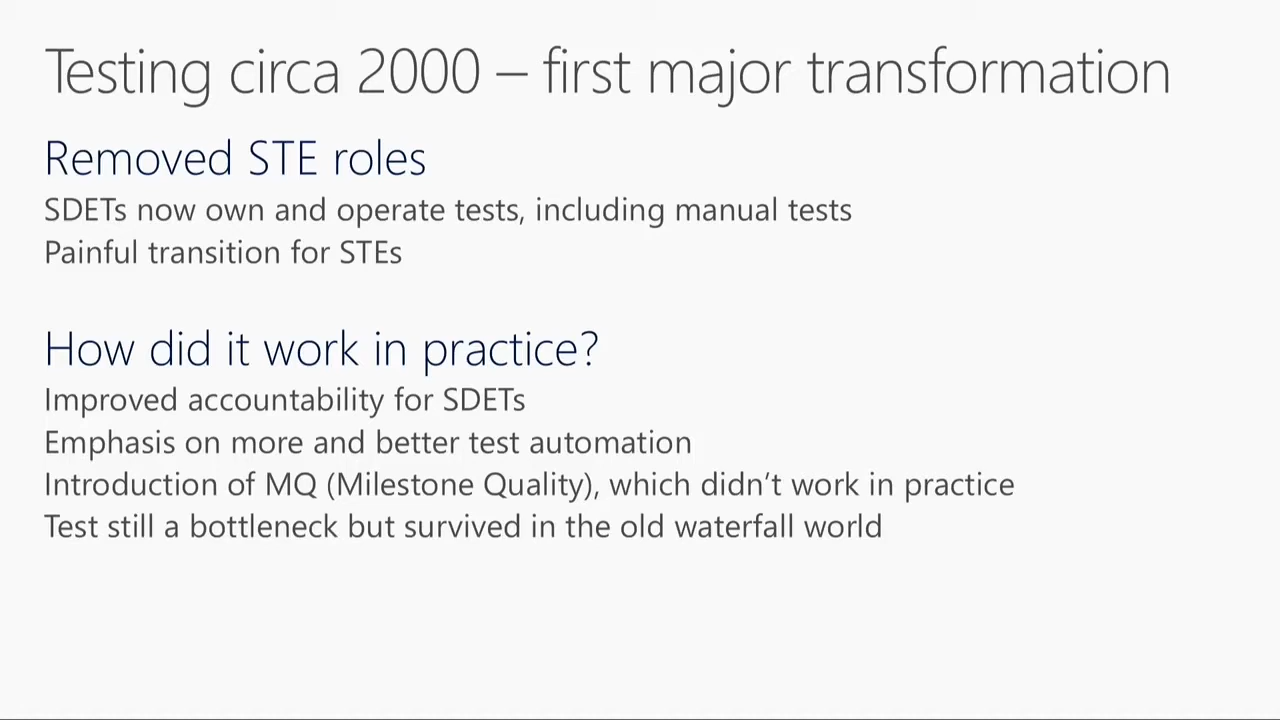 Testing circa 2000 – first major transformation
Removed STE roles
SDETs now own and operate tests, including manual tests
Painful transition for STEs
How did it work in practice?
Improved accountability for SDETs
Emphasis on more and better test automation
Introduction of MQ (Milestone Quality), which didn’t work in practice
Test still a bottleneck but survived in the old waterfall world